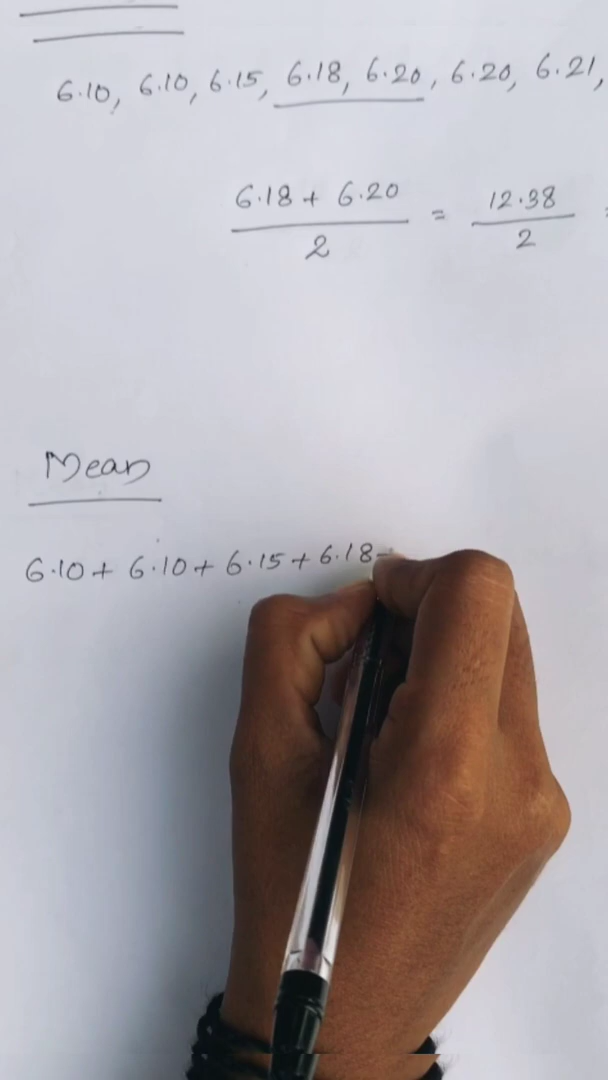 6.10, 6.10, 6.15, 6.18, 6.20, 6.20, 6.21,
6.18 + 6.20 = 12.38 =
2 2
Mean
6.10 + 6.10 + 6.15 + 6.18 -